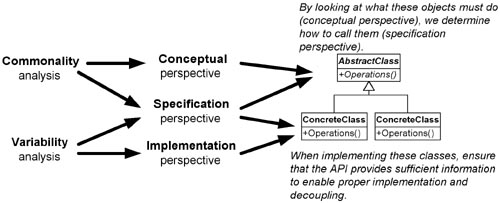 By looking at what these objects must do
(conceptual perspective), we determine
how to call them (specification
perspective).
Commonality
analysis
Conceptual
perspective
AbstractClass
+Operations()
Specification
perspective
Variability
analysis
Implementation
perspective
ConcreteClass
+Operations()
ConcreteClass
+Operations()
When implementing these classes, ensure
that the API provides sufficient information
to enable proper implementation and
decoupling.